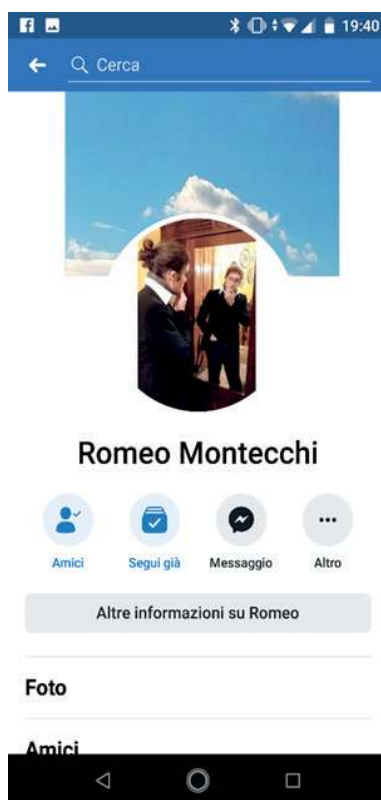 19:40
Cerca
Romeo Montecchi
Amici Segui già Messaggio Altro
Altre informazioni su Romeo
Foto
Amici